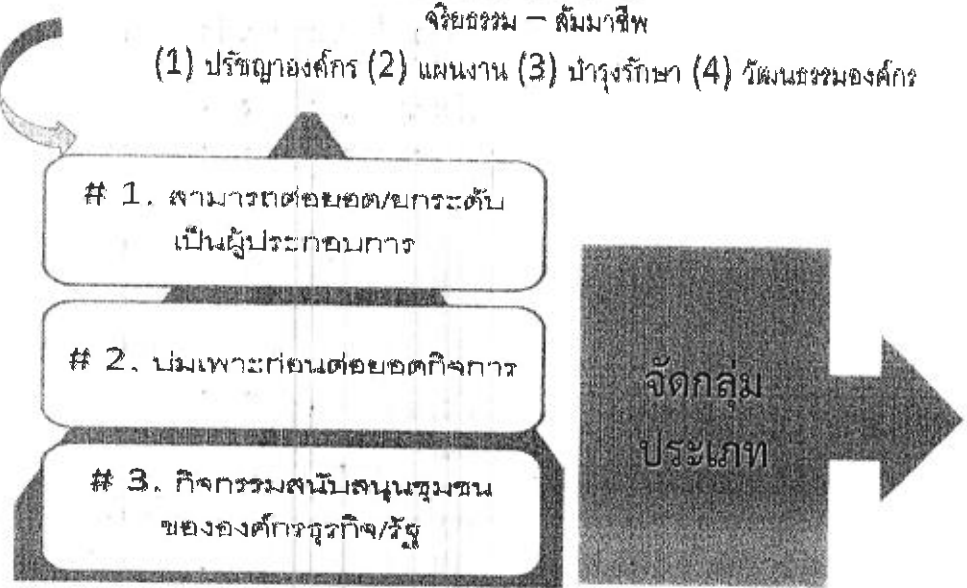 จริยธรรม – สัมมาชีพ
(1) ปรัชญาองค์กร (2) แผนงาน (3) บำรุงรักษา (4) วัฒนธรรมองค์กร
# 1. สามารถต่อยอด/ยกระดับ
เป็นผู้ประกอบการ
# 2. บ่มเพาะก่อนต่อยอดกิจการ
# 3. กิจกรรมสนับสนุนชุมชน
ขององค์กรธุรกิจ/รัฐ
จัดกลุ่ม
ประเภท